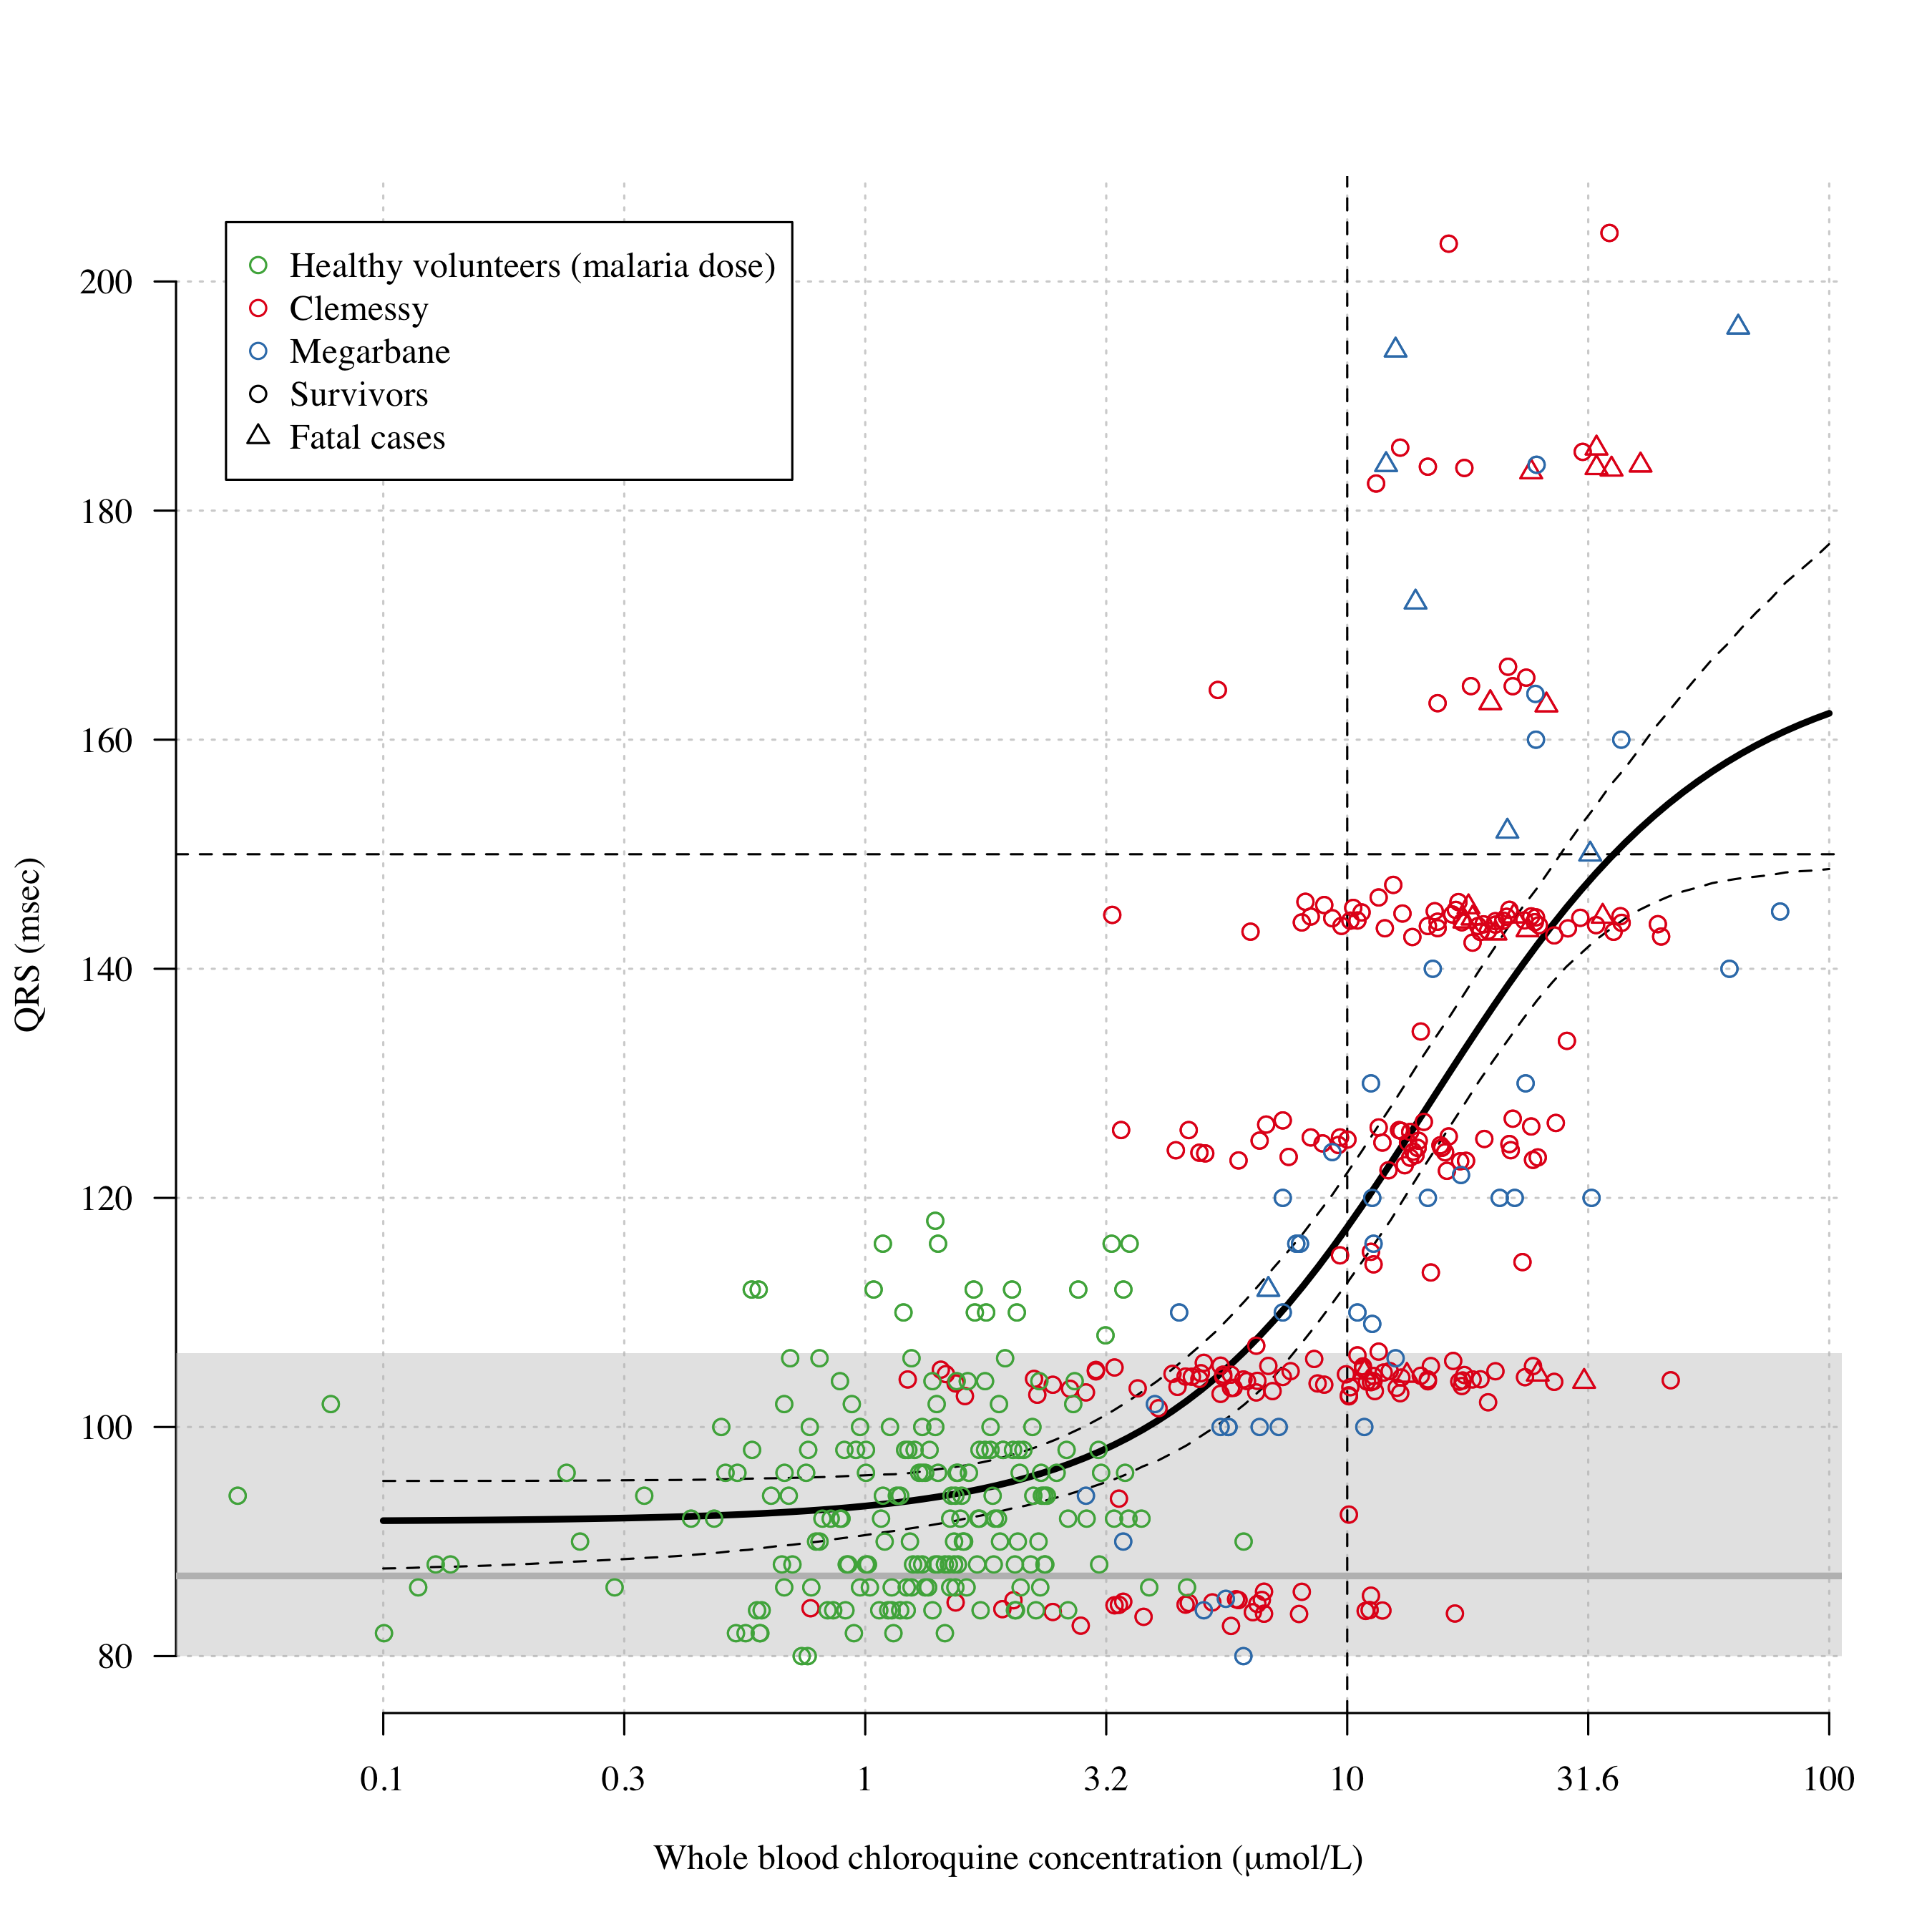 Healthy volunteers (malaria dose)
Clemessy
Megarbane
Survivors
Fatal cases
QRS (msec)
200
180
160
140
120
100
80
0.1
0.3
1
3.2
10
31.6
100
Whole blood chloroquine concentration (μmol/L)